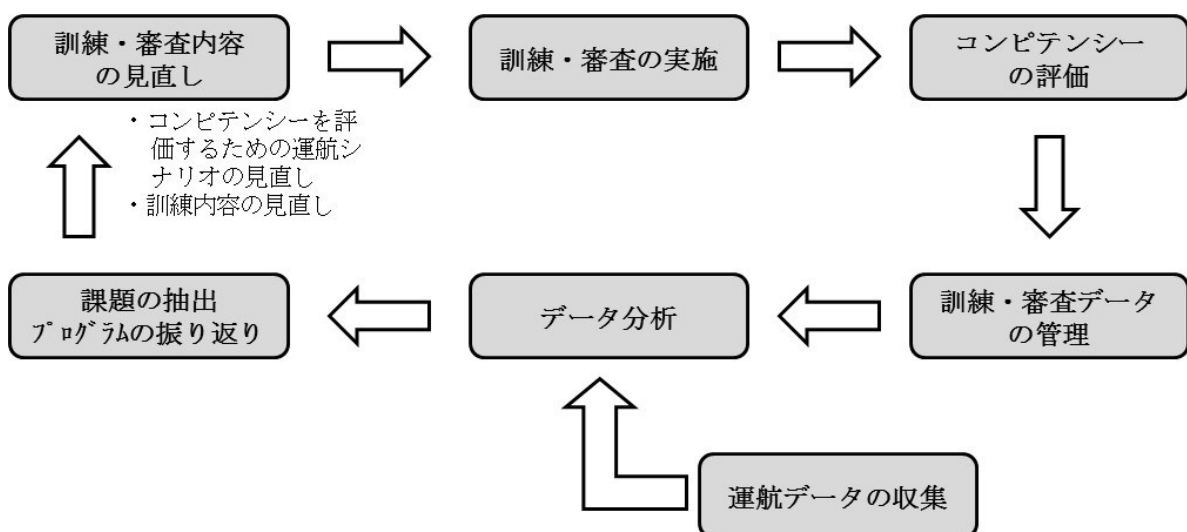 訓練・審査内容
の見直し
訓練・審査の実施
コンピテンシー
の評価
・コンピテンシーを評
価するための運航シ
ナリオの見直し
・訓練内容の見直し
課題の抽出
ﾌﾟﾛｸﾞﾗﾑの振り返り
データ分析
訓練・審査データ
の管理
運航データの収集